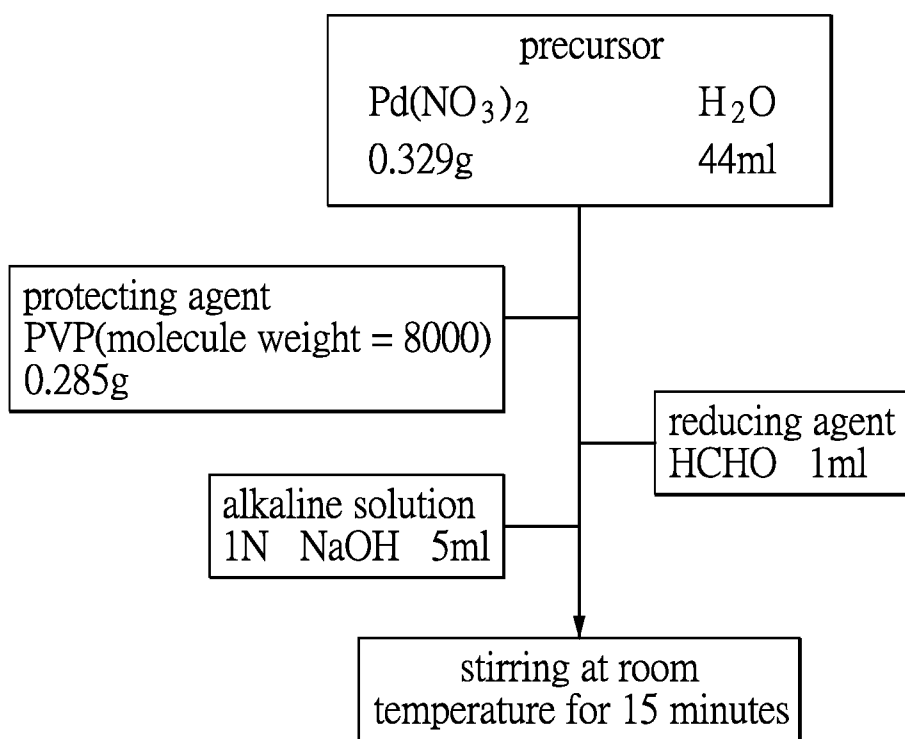 precursor
Pd(NO₃)₂ H₂O
0.329g 44ml
protecting agent
PVP(molecule weight = 8000)
0.285g
reducing agent
HCHO 1ml
alkaline solution
1N NaOH 5ml
stirring at room
temperature for 15 minutes